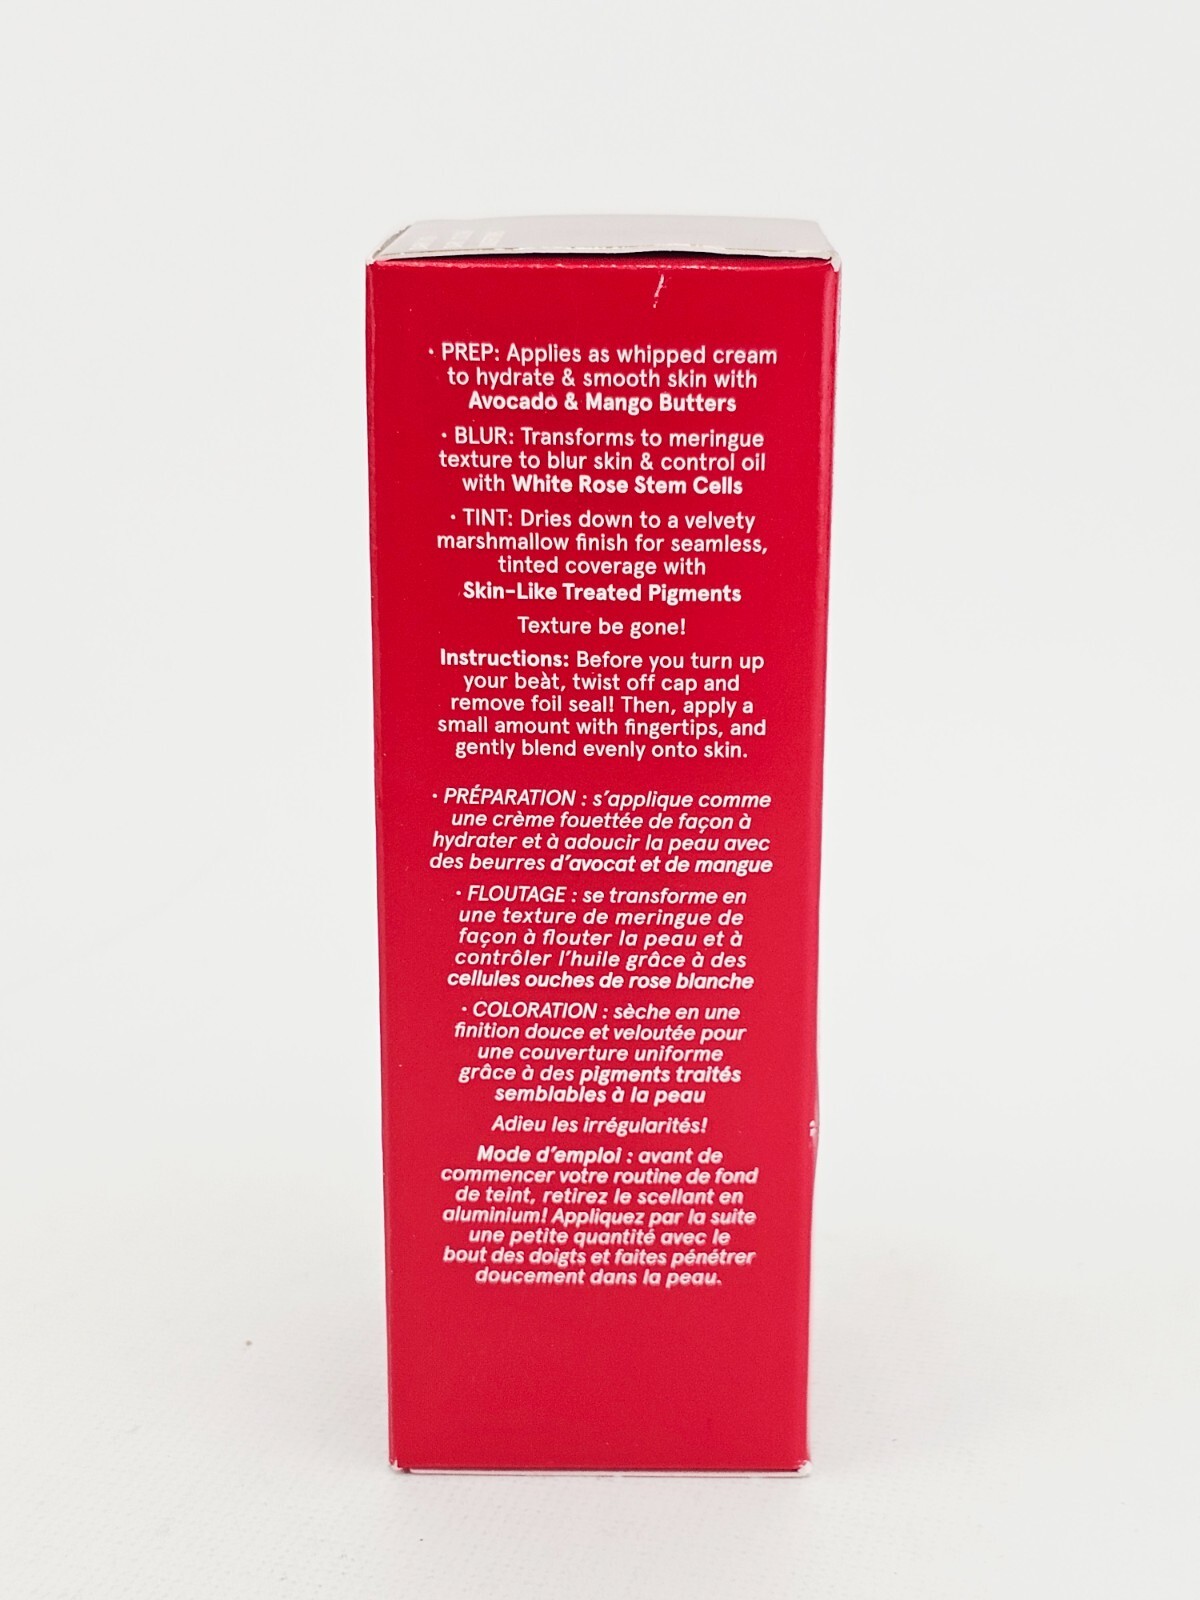 • PREP: Applies as whipped cream
to hydrate & smooth skin with
Avocado & Mango Butters
• BLUR: Transforms to meringue
texture to blur skin & control oil
with White Rose Stem Cells
• TINT: Dries down to a velvety
marshmallow finish for seamless,
tinted coverage with
Skin-Like Treated Pigments
Texture be gone!
Instructions: Before you turn up
your beàt, twist off cap and
remove foil seal! Then, apply a
small amount with fingertips, and
gently blend evenly onto skin.
• PRÉPARATION : s'applique comme
une crème fouettée de façon à
hydrater et à adoucir la peau avec
des beurres d'avocat et de mangue
• FLOUTAGE : se transforme en
une texture de meringue de
façon à flouter la peau et à
contrôler l'huile grâce à des
cellules ouches de rose blanche
• COLORATION : sèche en une
finition douce et veloutée pour
une couverture uniforme
grâce à des pigments traités
semblables à la peau
Adieu les irrégularités!
Mode d'emploi : avant de
commencer votre routine de fond
de teint, retirez le scellant en
aluminium! Appliquez par la suite
une petite quantité avec le
bout des doigts et faites pénétrer
doucement dans la peau.